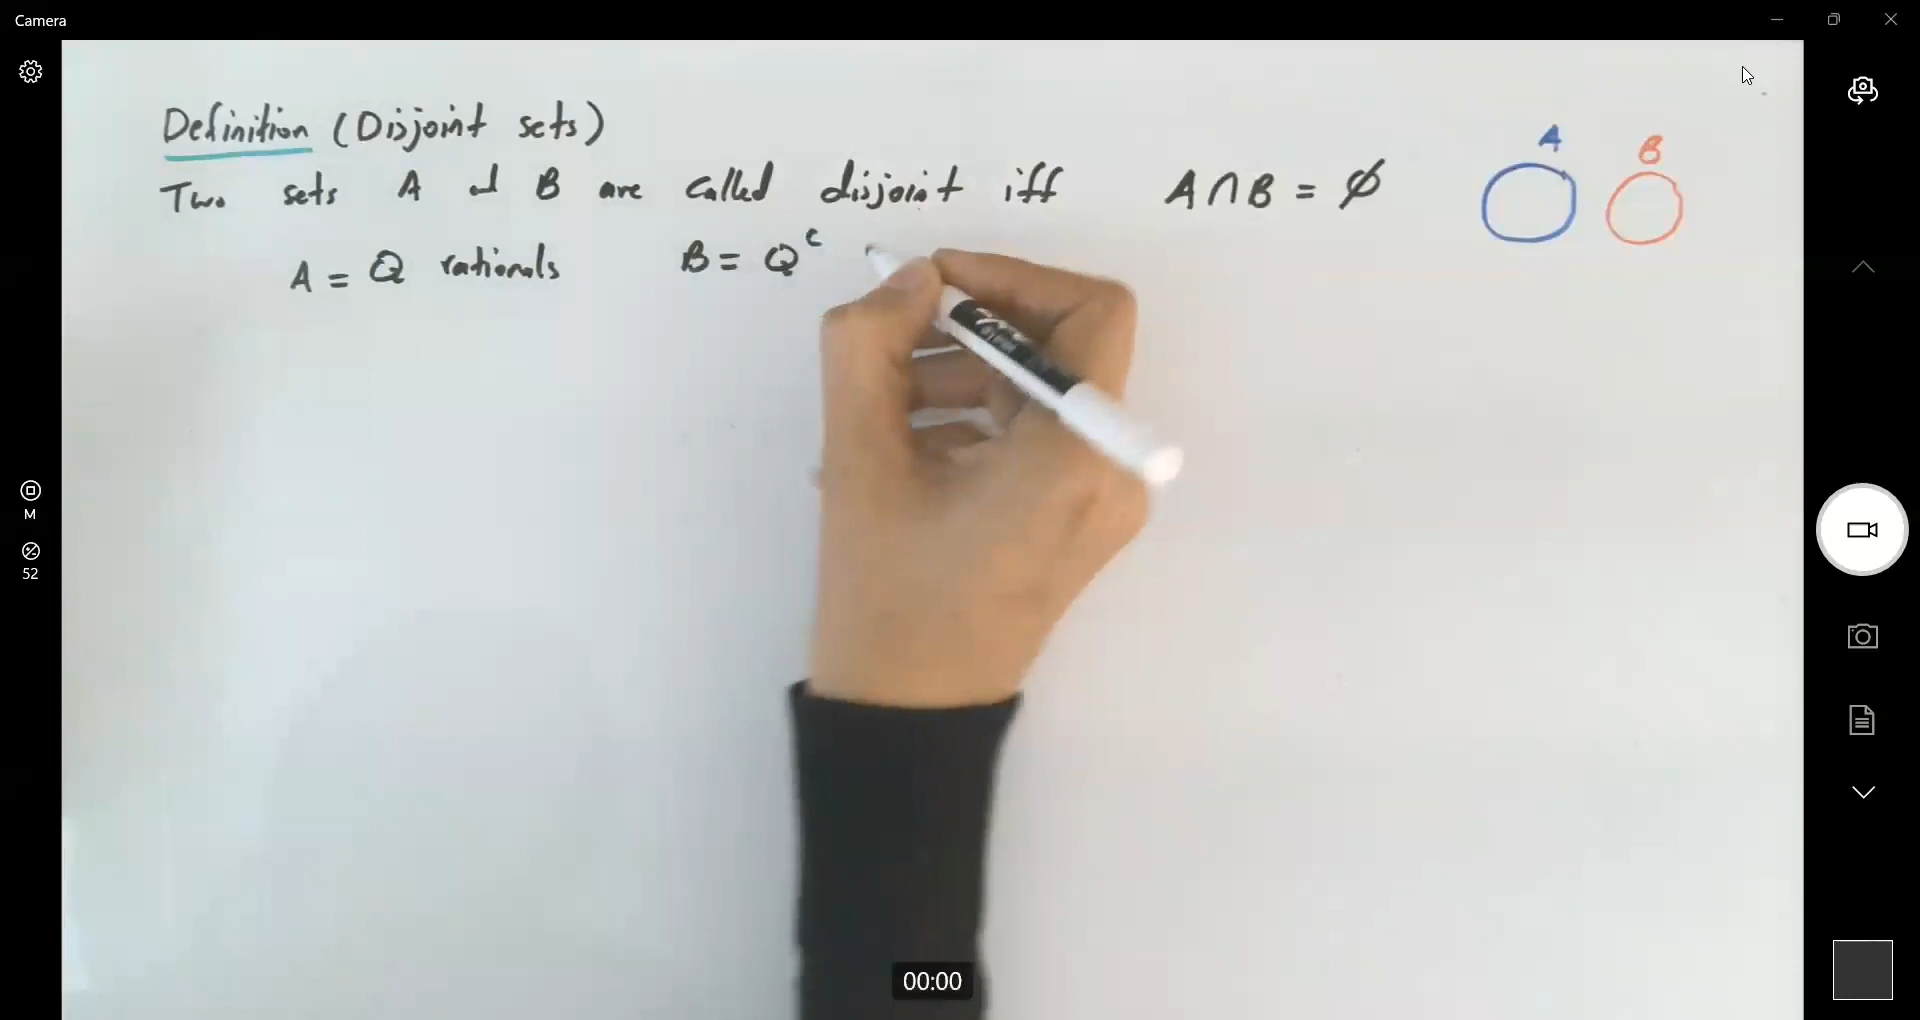 Camera
Definition (Disjoint sets)
A B
Two sets A and B are called disjoint iff A ∩ B = ∅
A = Q rationals B = Q^c
M
52
00:00